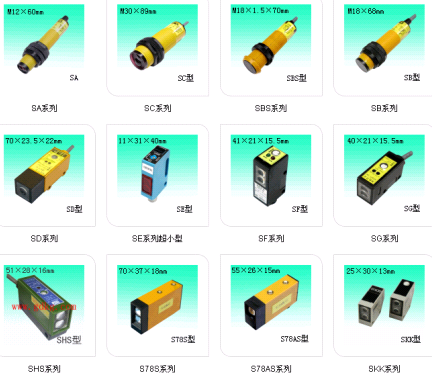 M12×60mm
SA
SA系列
M30×89mm
SC型
SC系列
M18×1.5×70mm
SBS型
SBS系列
M18×68mm
SB型
SB系列
70×23.5×22mm
SD型
SD系列
11×31×40mm
SE型
SE系列超小型
41×21×15.5mm
SF型
SF系列
40×21×15.5mm
SG型
SG系列
51×28×16mm
SHS型
SHS系列
70×37×18mm
S78S型
S78S系列
55×26×15mm
S78AS型
S78AS系列
25×30×13mm
SKK型
SKK系列